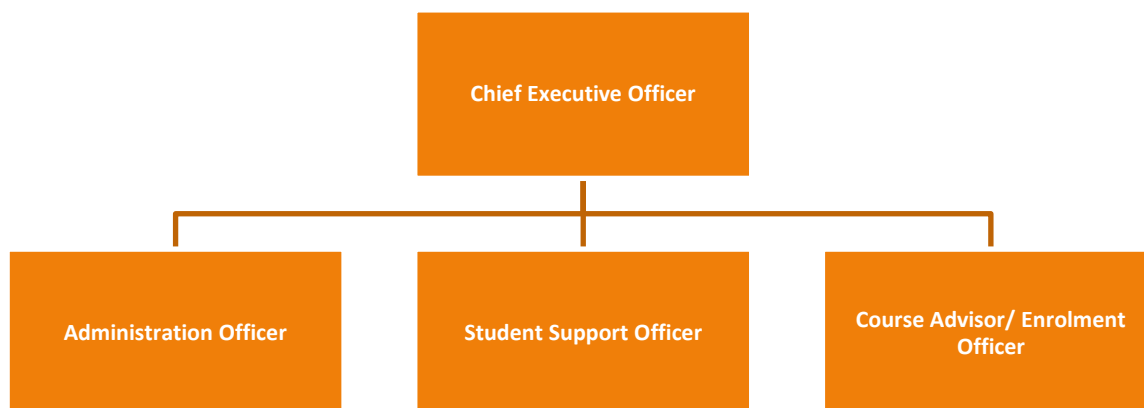 Chief Executive Officer
Administration Officer
Student Support Officer
Course Advisor/ Enrolment
Officer